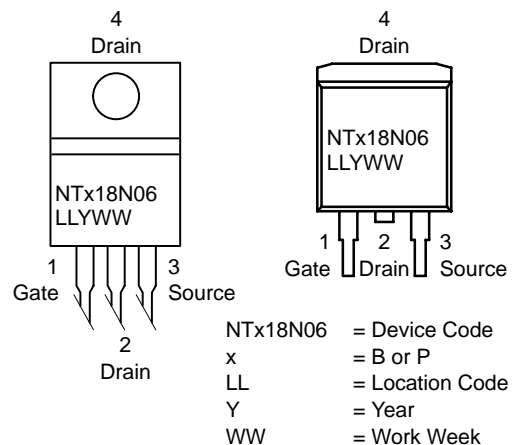 4
Drain
NTx18N06
LLYWW
1
Gate
3
Source
2
Drain
4
Drain
NTx18N06
LLYWW
1 2 3
Gate Drain Source
NTx18N06 = Device Code
x = B or P
LL = Location Code
Y = Year
WW = Work Week